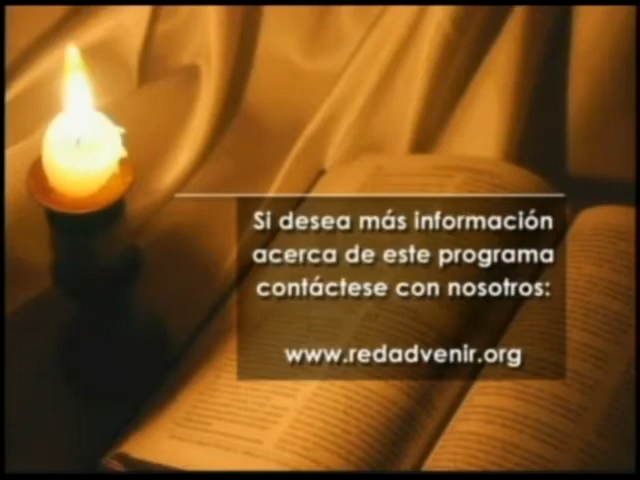 Si desea más información
acerca de este programa
contáctese con nosotros:
www.redadvenir.org